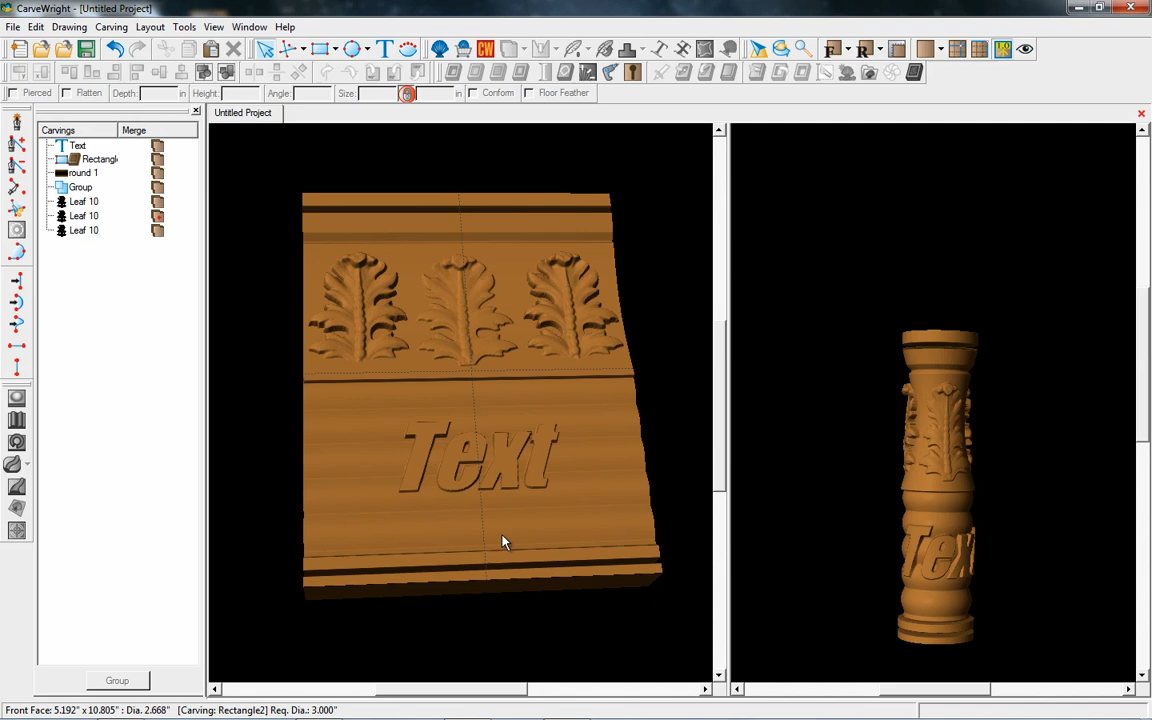 CarveWright - [Untitled Project]
File Edit Drawing Carving Layout Tools View Window Help
CW
F R
Pierced Flatten Depth: in Height: Angle: Size: in Conform Floor Feather
Untitled Project
Carvings Merge
Text
Rectangl
round 1
Group
Leaf 10
Leaf 10
Leaf 10
Text
Tex
Group
Front Face: 5.192" x 10.805" : Dia. 2.668" [Carving: Rectangle2] Req. Dia.: 3.000"